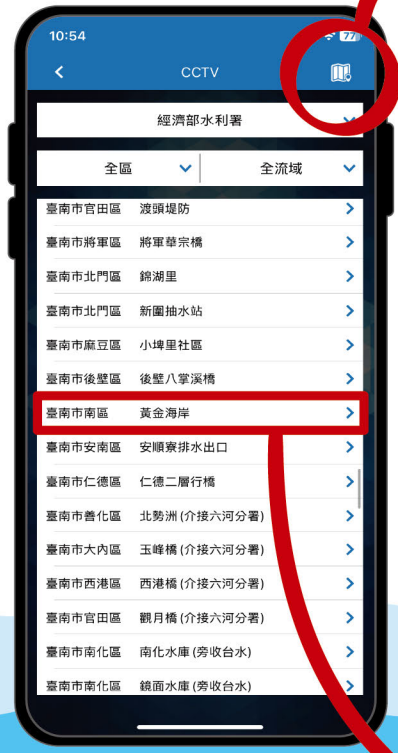 10:54 77
CCTV
經濟部水利署
全區 全流域
臺南市官田區 渡頭堤防
臺南市將軍區 將軍華宗橋
臺南市北門區 錦湖里
臺南市北門區 新圍抽水站
臺南市麻豆區 小埤里社區
臺南市後壁區 後壁八掌溪橋
臺南市南區 黃金海岸
臺南市安南區 安順寮排水出口
臺南市仁德區 仁德二層行橋
臺南市善化區 北勢洲(介接六河分署)
臺南市大內區 玉峰橋(介接六河分署)
臺南市西港區 西港橋(介接六河分署)
臺南市官田區 觀月橋(介接六河分署)
臺南市南化區 南化水庫(旁收台水)
臺南市南化區 鏡面水庫(旁收台水)